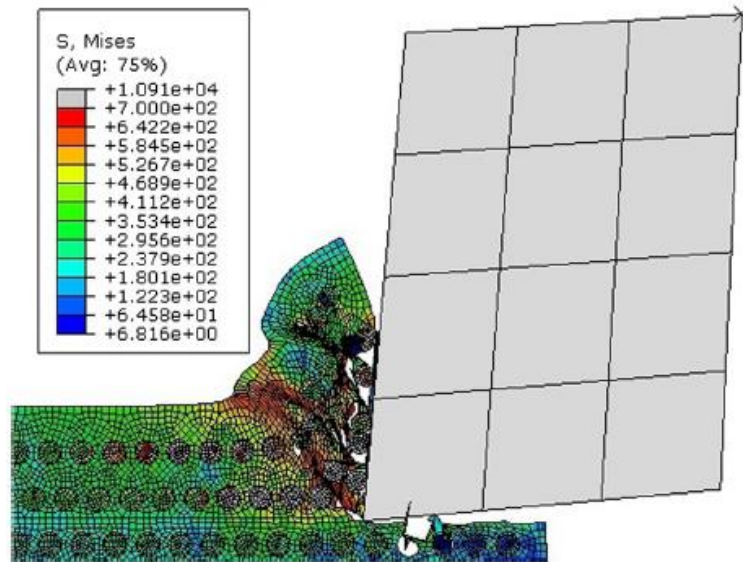 S, Mises
(Avg: 75%)
+1.091e+04
+7.000e+02
+6.422e+02
+5.845e+02
+5.267e+02
+4.689e+02
+4.112e+02
+3.534e+02
+2.956e+02
+2.379e+02
+1.801e+02
+1.223e+02
+6.458e+01
+6.816e+00